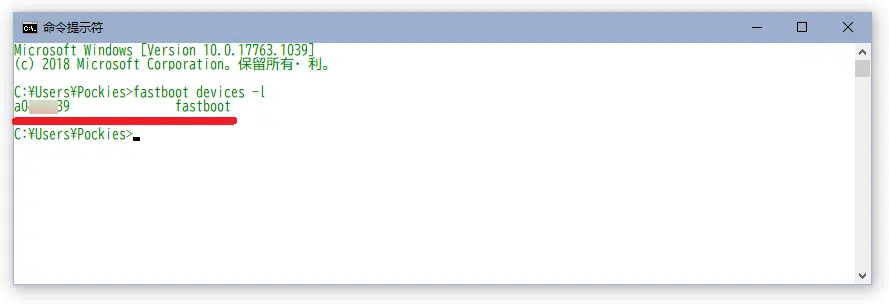 命令提示符
Microsoft Windows [Version 10.0.17763.1039]
(c) 2018 Microsoft Corporation。保留所有· 利。
C:¥Users¥Pockies>fastboot devices -l
a0 39 fastboot
C:¥Users¥Pockies>